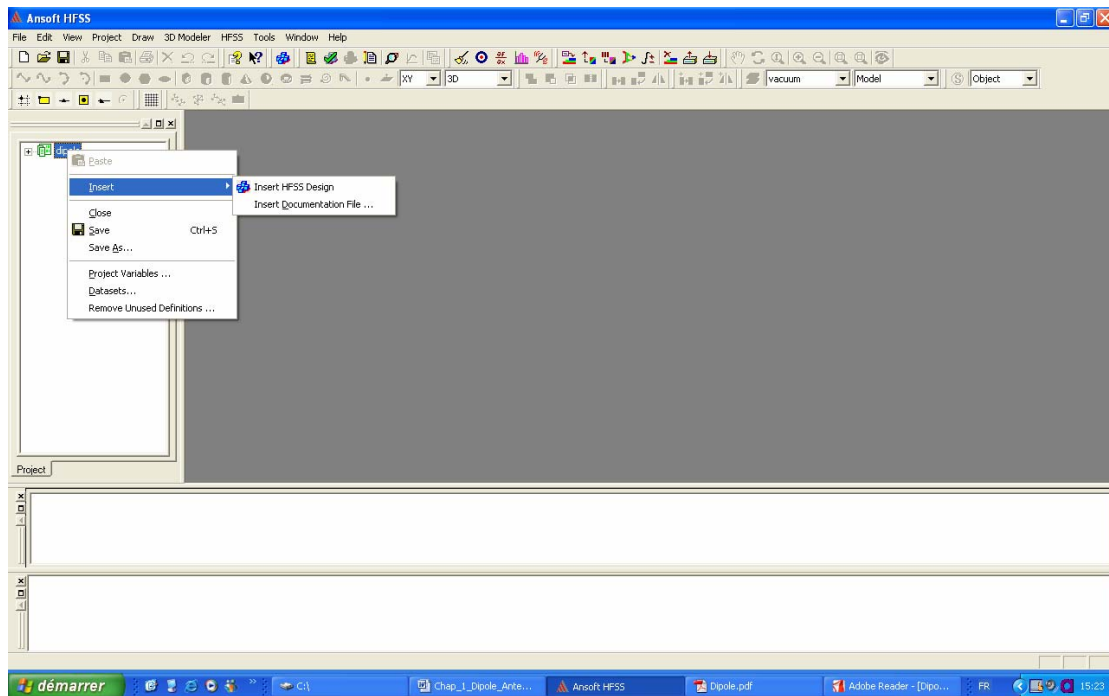 Ansoft HFSS
File Edit View Project Draw 3D Modeler HFSS Tools Window Help
XY 3D vacuum Model Object
Paste
Insert
Insert HFSS Design
Insert Documentation File ...
Close
Save Ctrl+S
Save As...
Project Variables ...
Datasets...
Remove Unused Definitions ...
Project
démarrer C:\ Chap_1_Dipole_Ante... Ansoft HFSS Dipole.pdf Adobe Reader - [Dipo... FR 15:23